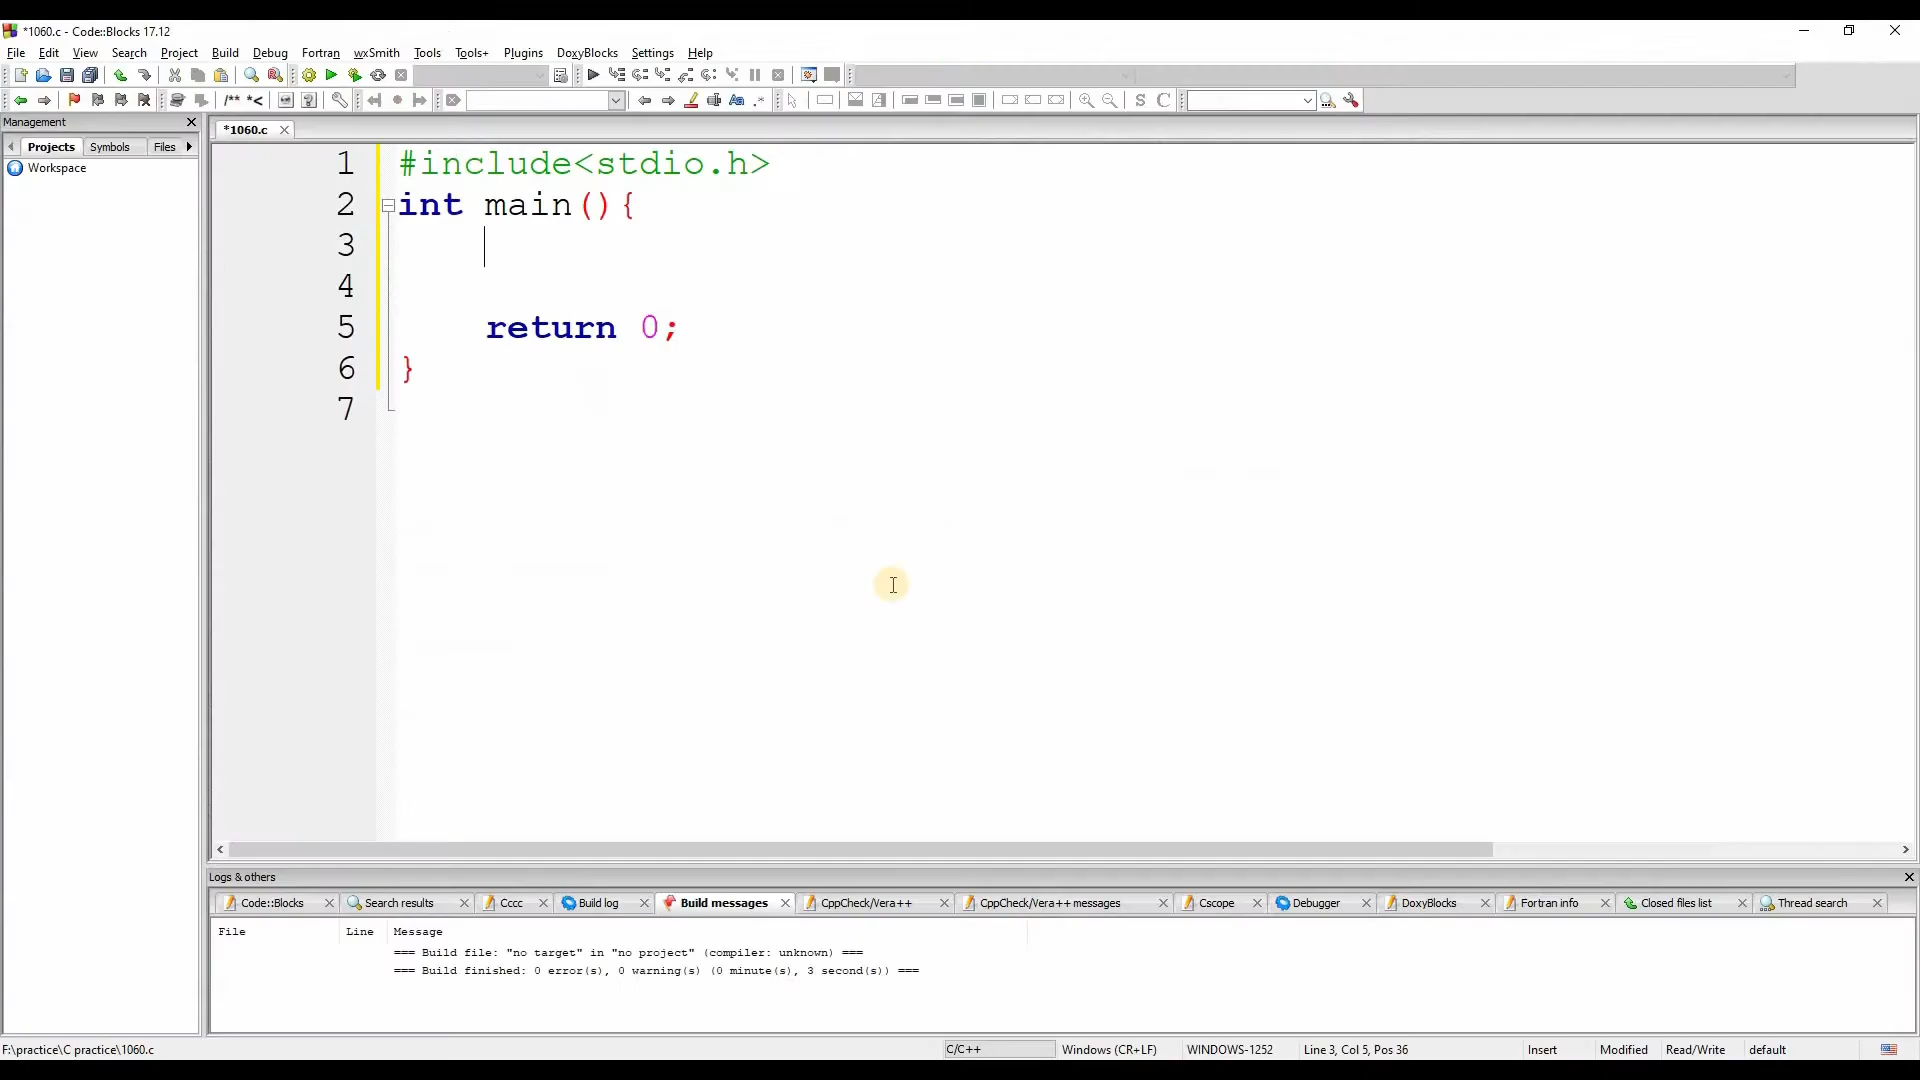 *1060.c - Code::Blocks 17.12
File Edit View Search Project Build Debug Fortran wxSmith Tools Tools+ Plugins DoxyBlocks Settings Help
/** *<
S C
Management
*1060.c
Projects Symbols Files
Workspace
1 #include<stdio.h>
2 int main(){
3
4
5 return 0;
6 }
7
Logs & others
Code::Blocks Search results Cccc Build log Build messages CppCheck/Vera++ CppCheck/Vera++ messages Cscope Debugger DoxyBlocks Fortran info Closed files list Thread search
File Line Message
=== Build file: "no target" in "no project" (compiler: unknown) ===
=== Build finished: 0 error(s), 0 warning(s) (0 minute(s), 3 second(s)) ===
F:\practice\C practice\1060.c C/C++ Windows (CR+LF) WINDOWS-1252 Line 3, Col 5, Pos 36 Insert Modified Read/Write default